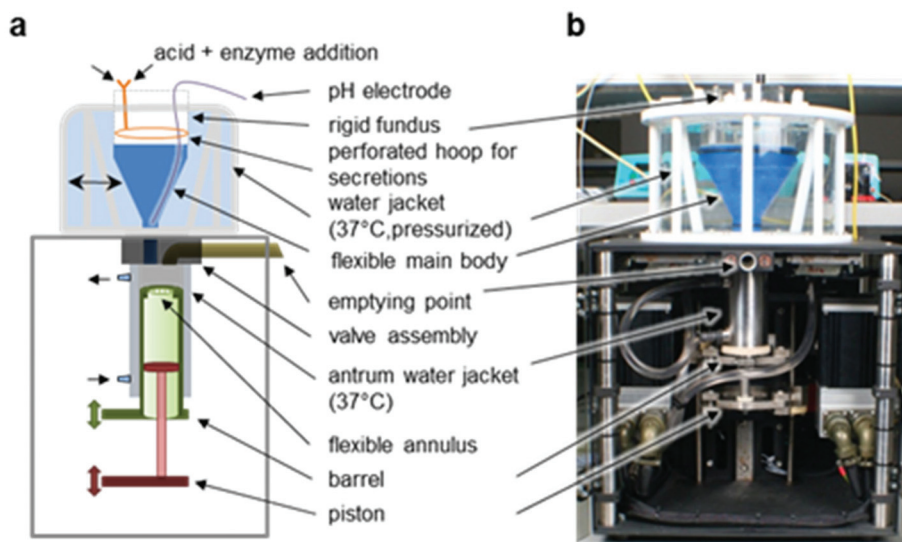 a
b
acid + enzyme addition
pH electrode
rigid fundus
perforated hoop for
secretions
water jacket
(37°C,pressurized)
flexible main body
emptying point
valve assembly
antrum water jacket
(37°C)
flexible annulus
barrel
piston